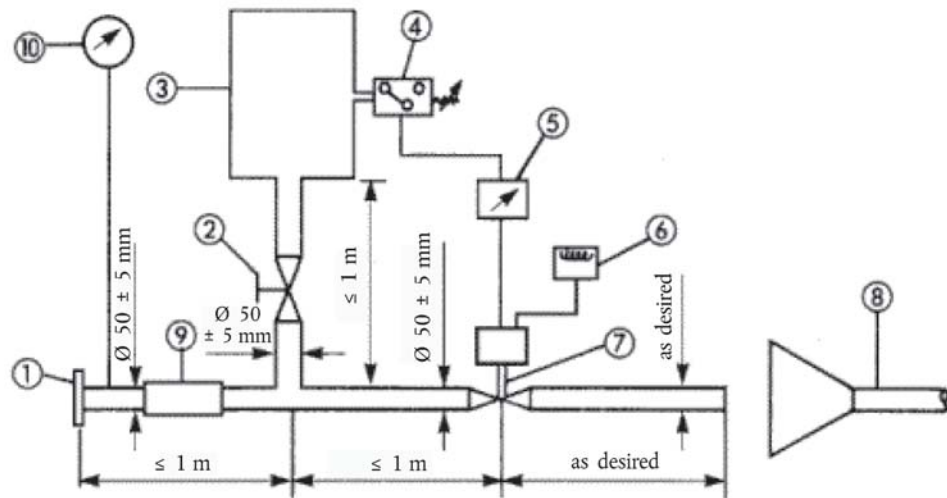 ⑩
④
③
⑤
②
⑥
Ø 50 ± 5 mm
Ø 50
± 5 mm
≤ 1 m
Ø 50 ± 5 mm
as desired
⑦
⑧
⑨
①
≤ 1 m
≤ 1 m
as desired